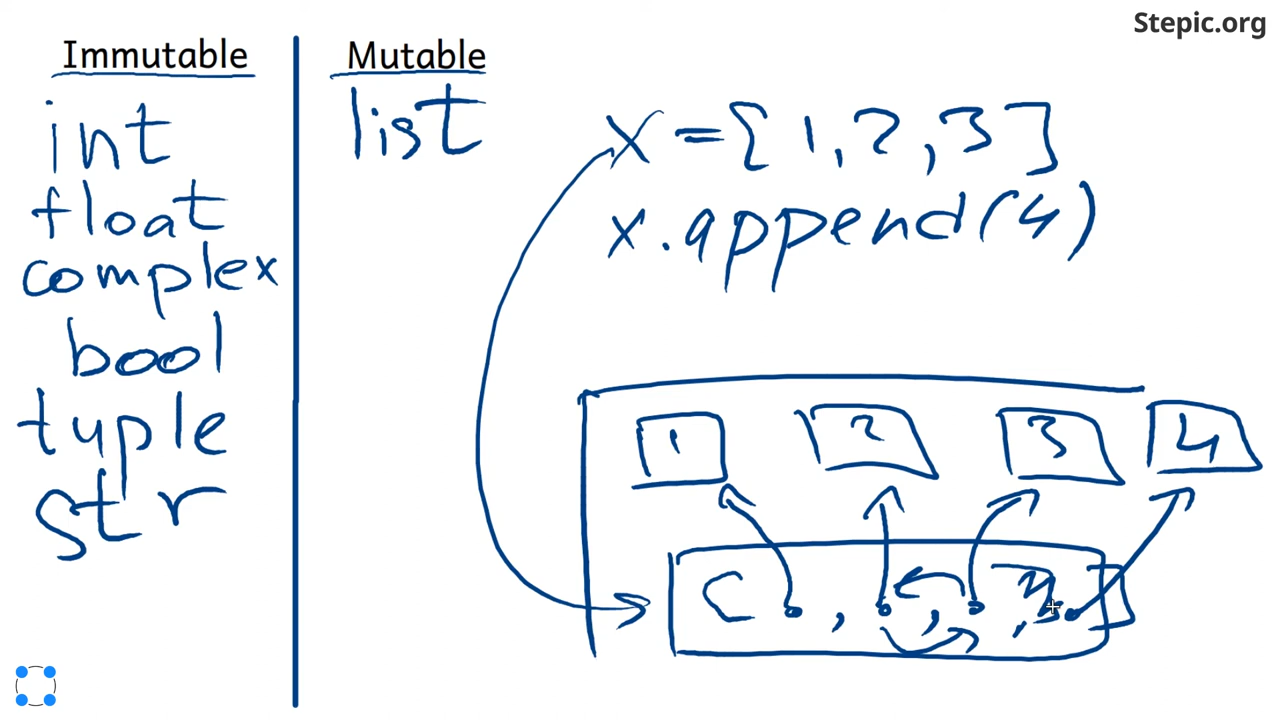 Stepic.org
Immutable
int
float
complex
bool
typle
str
Mutable
list
x = [1, 2, 3]
x.append(4)
1 2 3 4
[ , , , ]